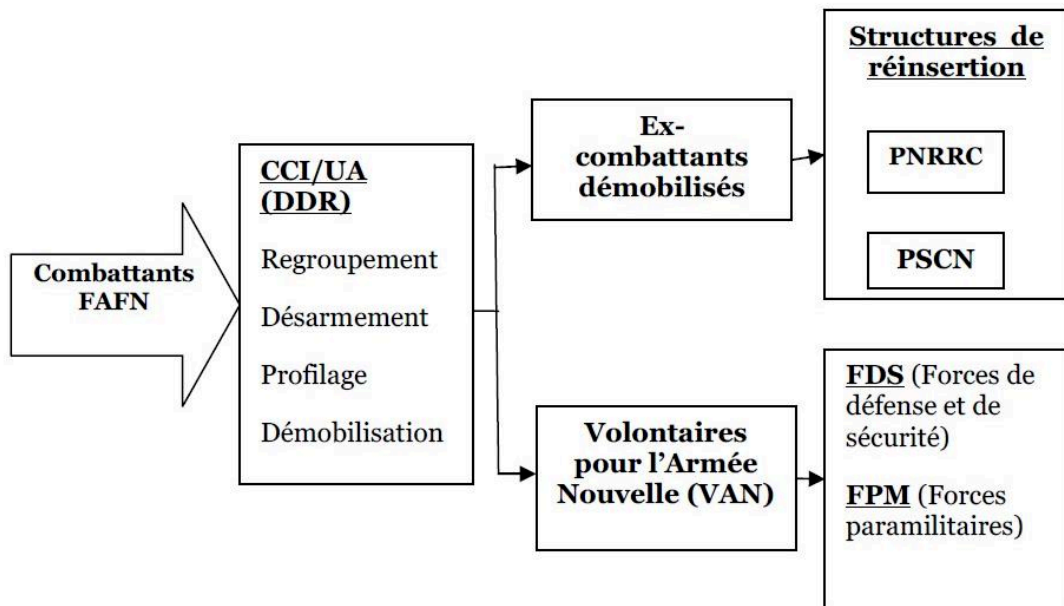 Combattants
FAFN
CCI/UA
(DDR)
Regroupement
Désarmement
Profilage
Démobilisation
Ex-
combattants
démobilisés
Structures de
réinsertion
PNRRC
PSCN
Volontaires
pour l’Armée
Nouvelle (VAN)
FDS (Forces de
défense et de
sécurité)
FPM (Forces
paramilitaires)